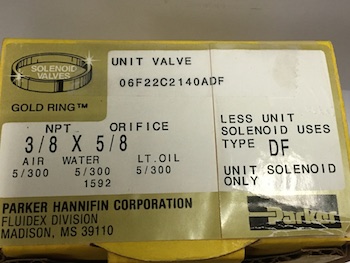 SOLENOID
VALVES
GOLD RING™
UNIT VALVE
06F22C2140ADF
NPT ORIFICE
3/8 X 5/8
AIR WATER LT.OIL
5/300 5/300 5/300
1592
LESS UNIT
SOLENOID USES
TYPE DF
UNIT SOLENOID
ONLY
PARKER HANNIFIN CORPORATION
FLUIDEX DIVISION
MADISON, MS 39110
Parker